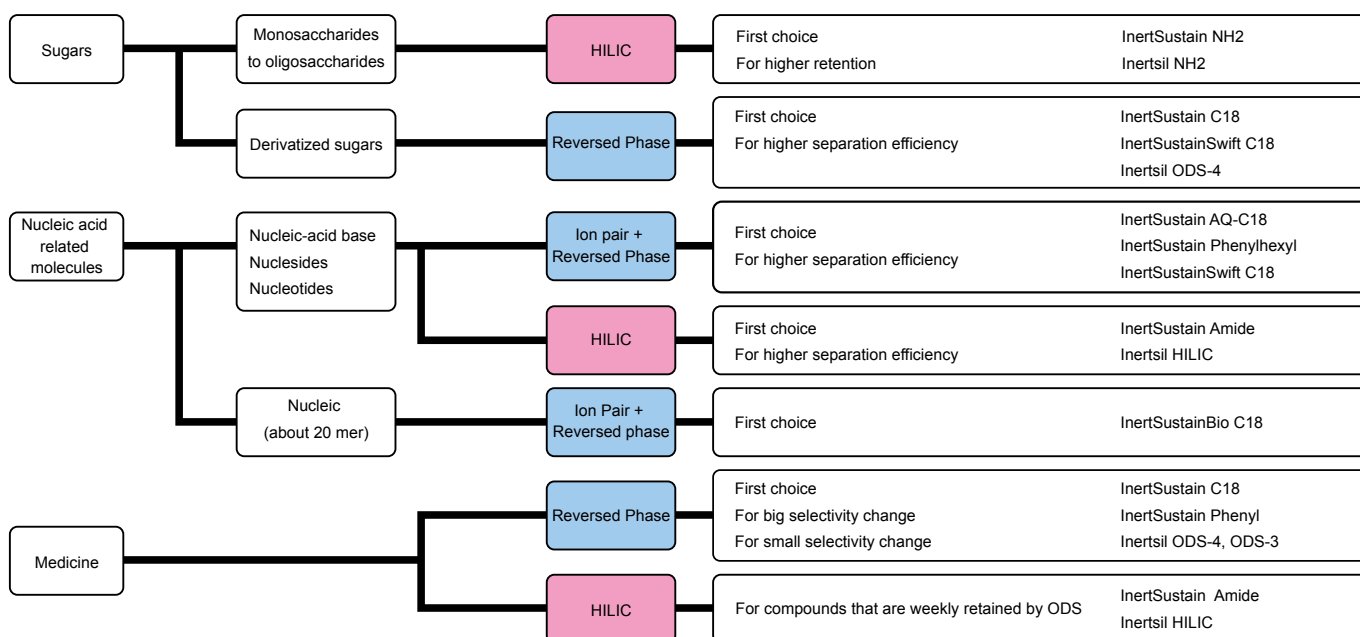 Sugars
Monosaccharides
to oligosaccharides
HILIC
First choice InertSustain NH2
For higher retention Inertsil NH2
Derivatized sugars
Reversed Phase
First choice InertSustain C18
For higher separation efficiency InertSustainSwift C18
Inertsil ODS-4
Nucleic acid
related
molecules
Nucleic-acid base
Nuclesides
Nucleotides
Ion pair +
Reversed Phase
First choice InertSustain AQ-C18
For higher separation efficiency InertSustain Phenylhexyl
InertSustainSwift C18
HILIC
First choice InertSustain Amide
For higher separation efficiency Inertsil HILIC
Nucleic
(about 20 mer)
Ion Pair +
Reversed phase
First choice InertSustainBio C18
Medicine
Reversed Phase
First choice InertSustain C18
For big selectivity change InertSustain Phenyl
For small selectivity change Inertsil ODS-4, ODS-3
HILIC
For compounds that are weekly retained by ODS InertSustain Amide
Inertsil HILIC